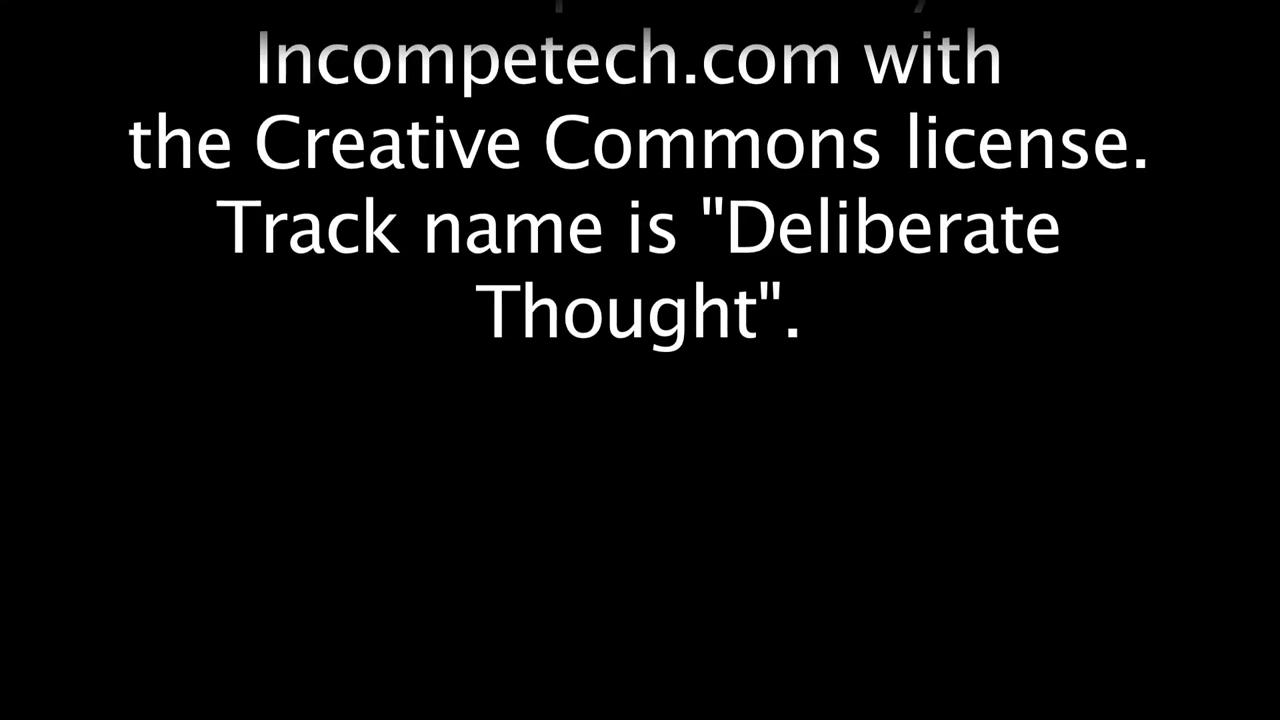 Incompetech.com with
the Creative Commons license.
Track name is "Deliberate
Thought".